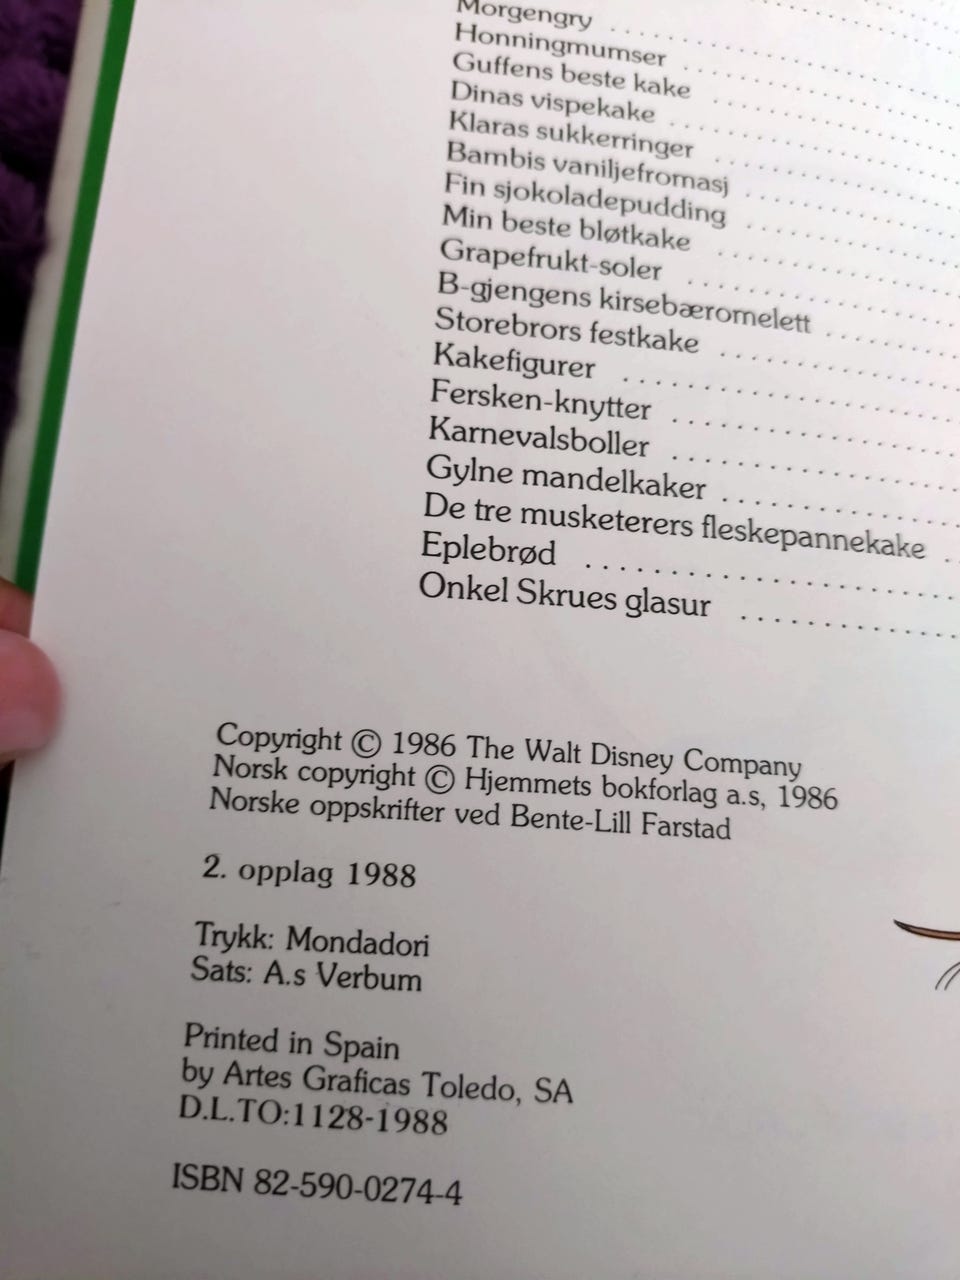 Morgengry
Honningmumser
Guffens beste kake
Dinas vispekake
Klaras sukkerringer
Bambis vaniljefromasj
Fin sjokoladepudding
Min beste bløtkake
Grapefrukt-soler
B-gjengens kirsebæromelett
Storebrors festkake
Kakefigurer
Fersken-knytter
Karnevalsboller
Gylne mandelkaker
De tre musketerers fleskepannekake
Eplebrød
Onkel Skrues glasur
Copyright © 1986 The Walt Disney Company
Norsk copyright © Hjemmets bokforlag a.s, 1986
Norske oppskrifter ved Bente-Lill Farstad
2. opplag 1988
Trykk: Mondadori
Sats: A.s Verbum
Printed in Spain
by Artes Graficas Toledo, SA
D.L.TO:1128-1988
ISBN 82-590-0274-4